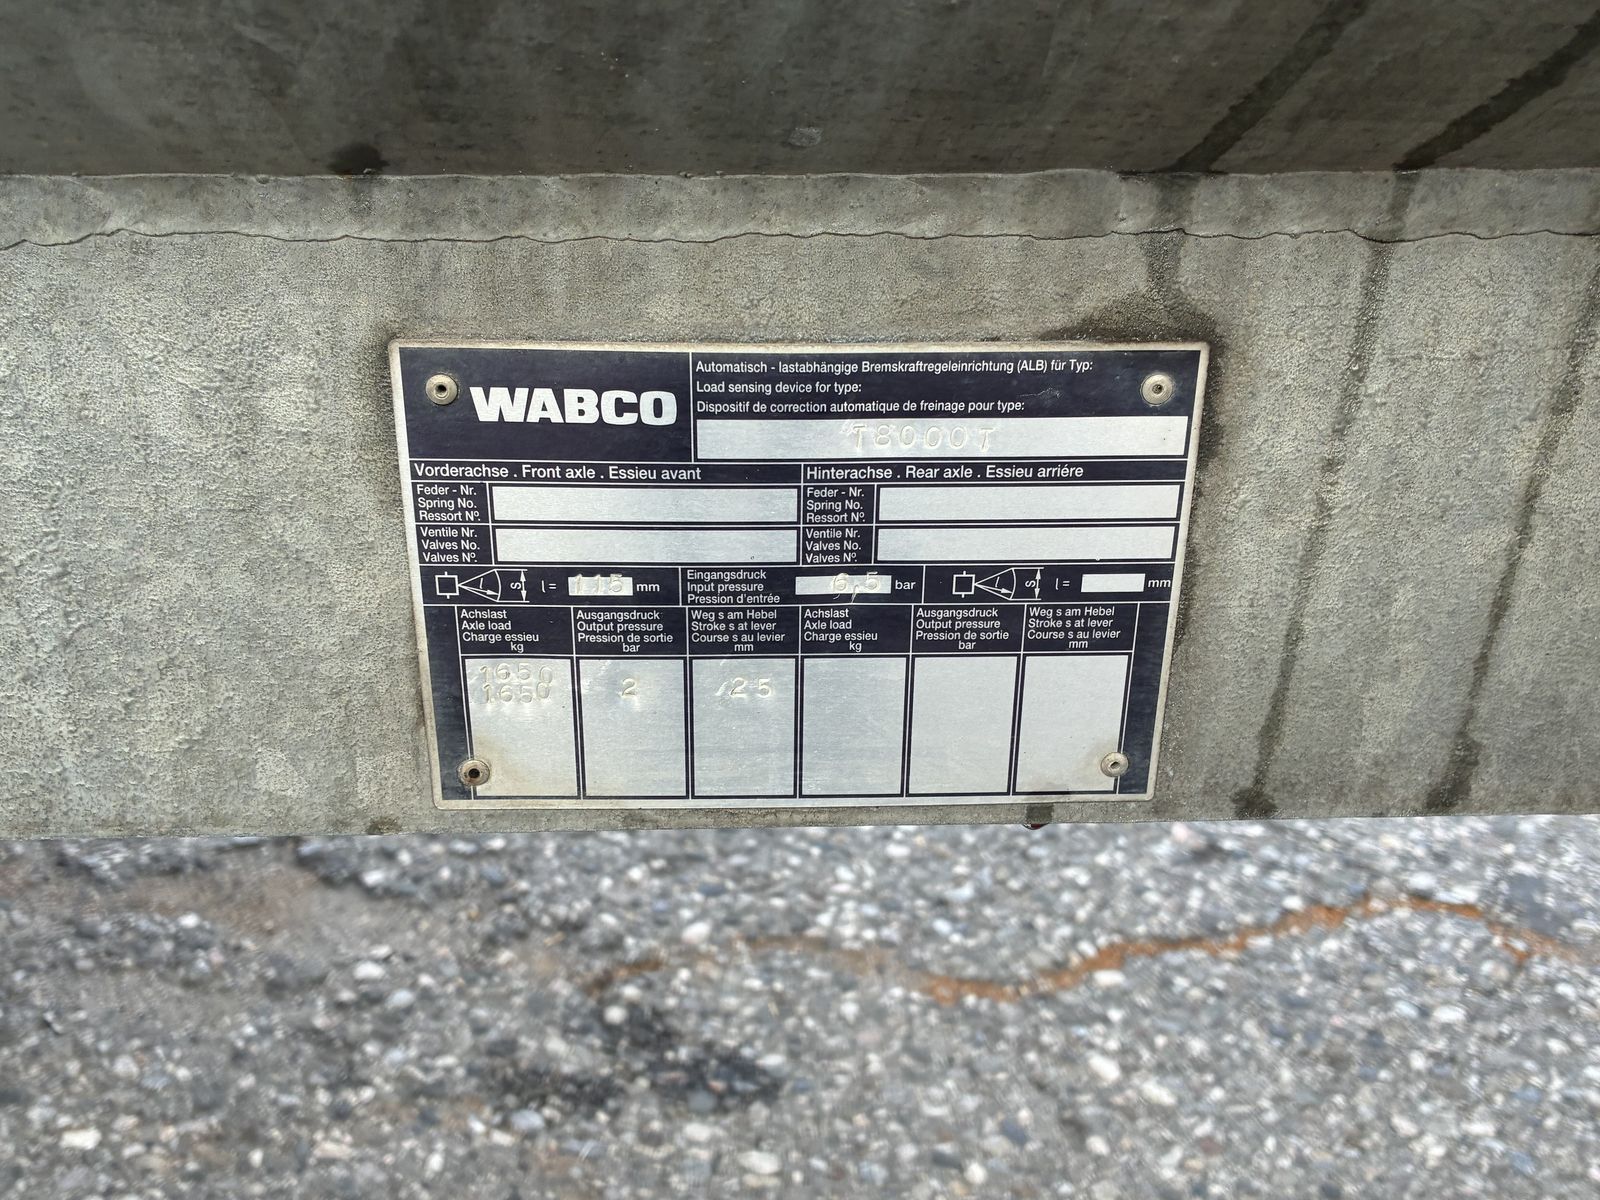 WABCO
Automatisch - lastabhängige Bremskraftregeleinrichtung (ALB) für Typ:
Load sensing device for type:
Dispositif de correction automatique de freinage pour type:
T8000T
Vorderachse . Front axle . Essieu avant
Hinterachse . Rear axle . Essieu arriére
Feder - Nr.
Spring No.
Ressort Nº.
Feder - Nr.
Spring No.
Ressort Nº.
Ventile Nr.
Valves No.
Valves Nº.
Ventile Nr.
Valves No.
Valves Nº.
l s l = 115 mm
Eingangsdruck
Input pressure
Pression d'entrée
6,5 bar
l s l = mm
Achslast
Axle load
Charge essieu
kg
Ausgangsdruck
Output pressure
Pression de sortie
bar
Weg s am Hebel
Stroke s at lever
Course s au levier
mm
Achslast
Axle load
Charge essieu
kg
Ausgangsdruck
Output pressure
Pression de sortie
bar
Weg s am Hebel
Stroke s at lever
Course s au levier
mm
1650
1650
2
25